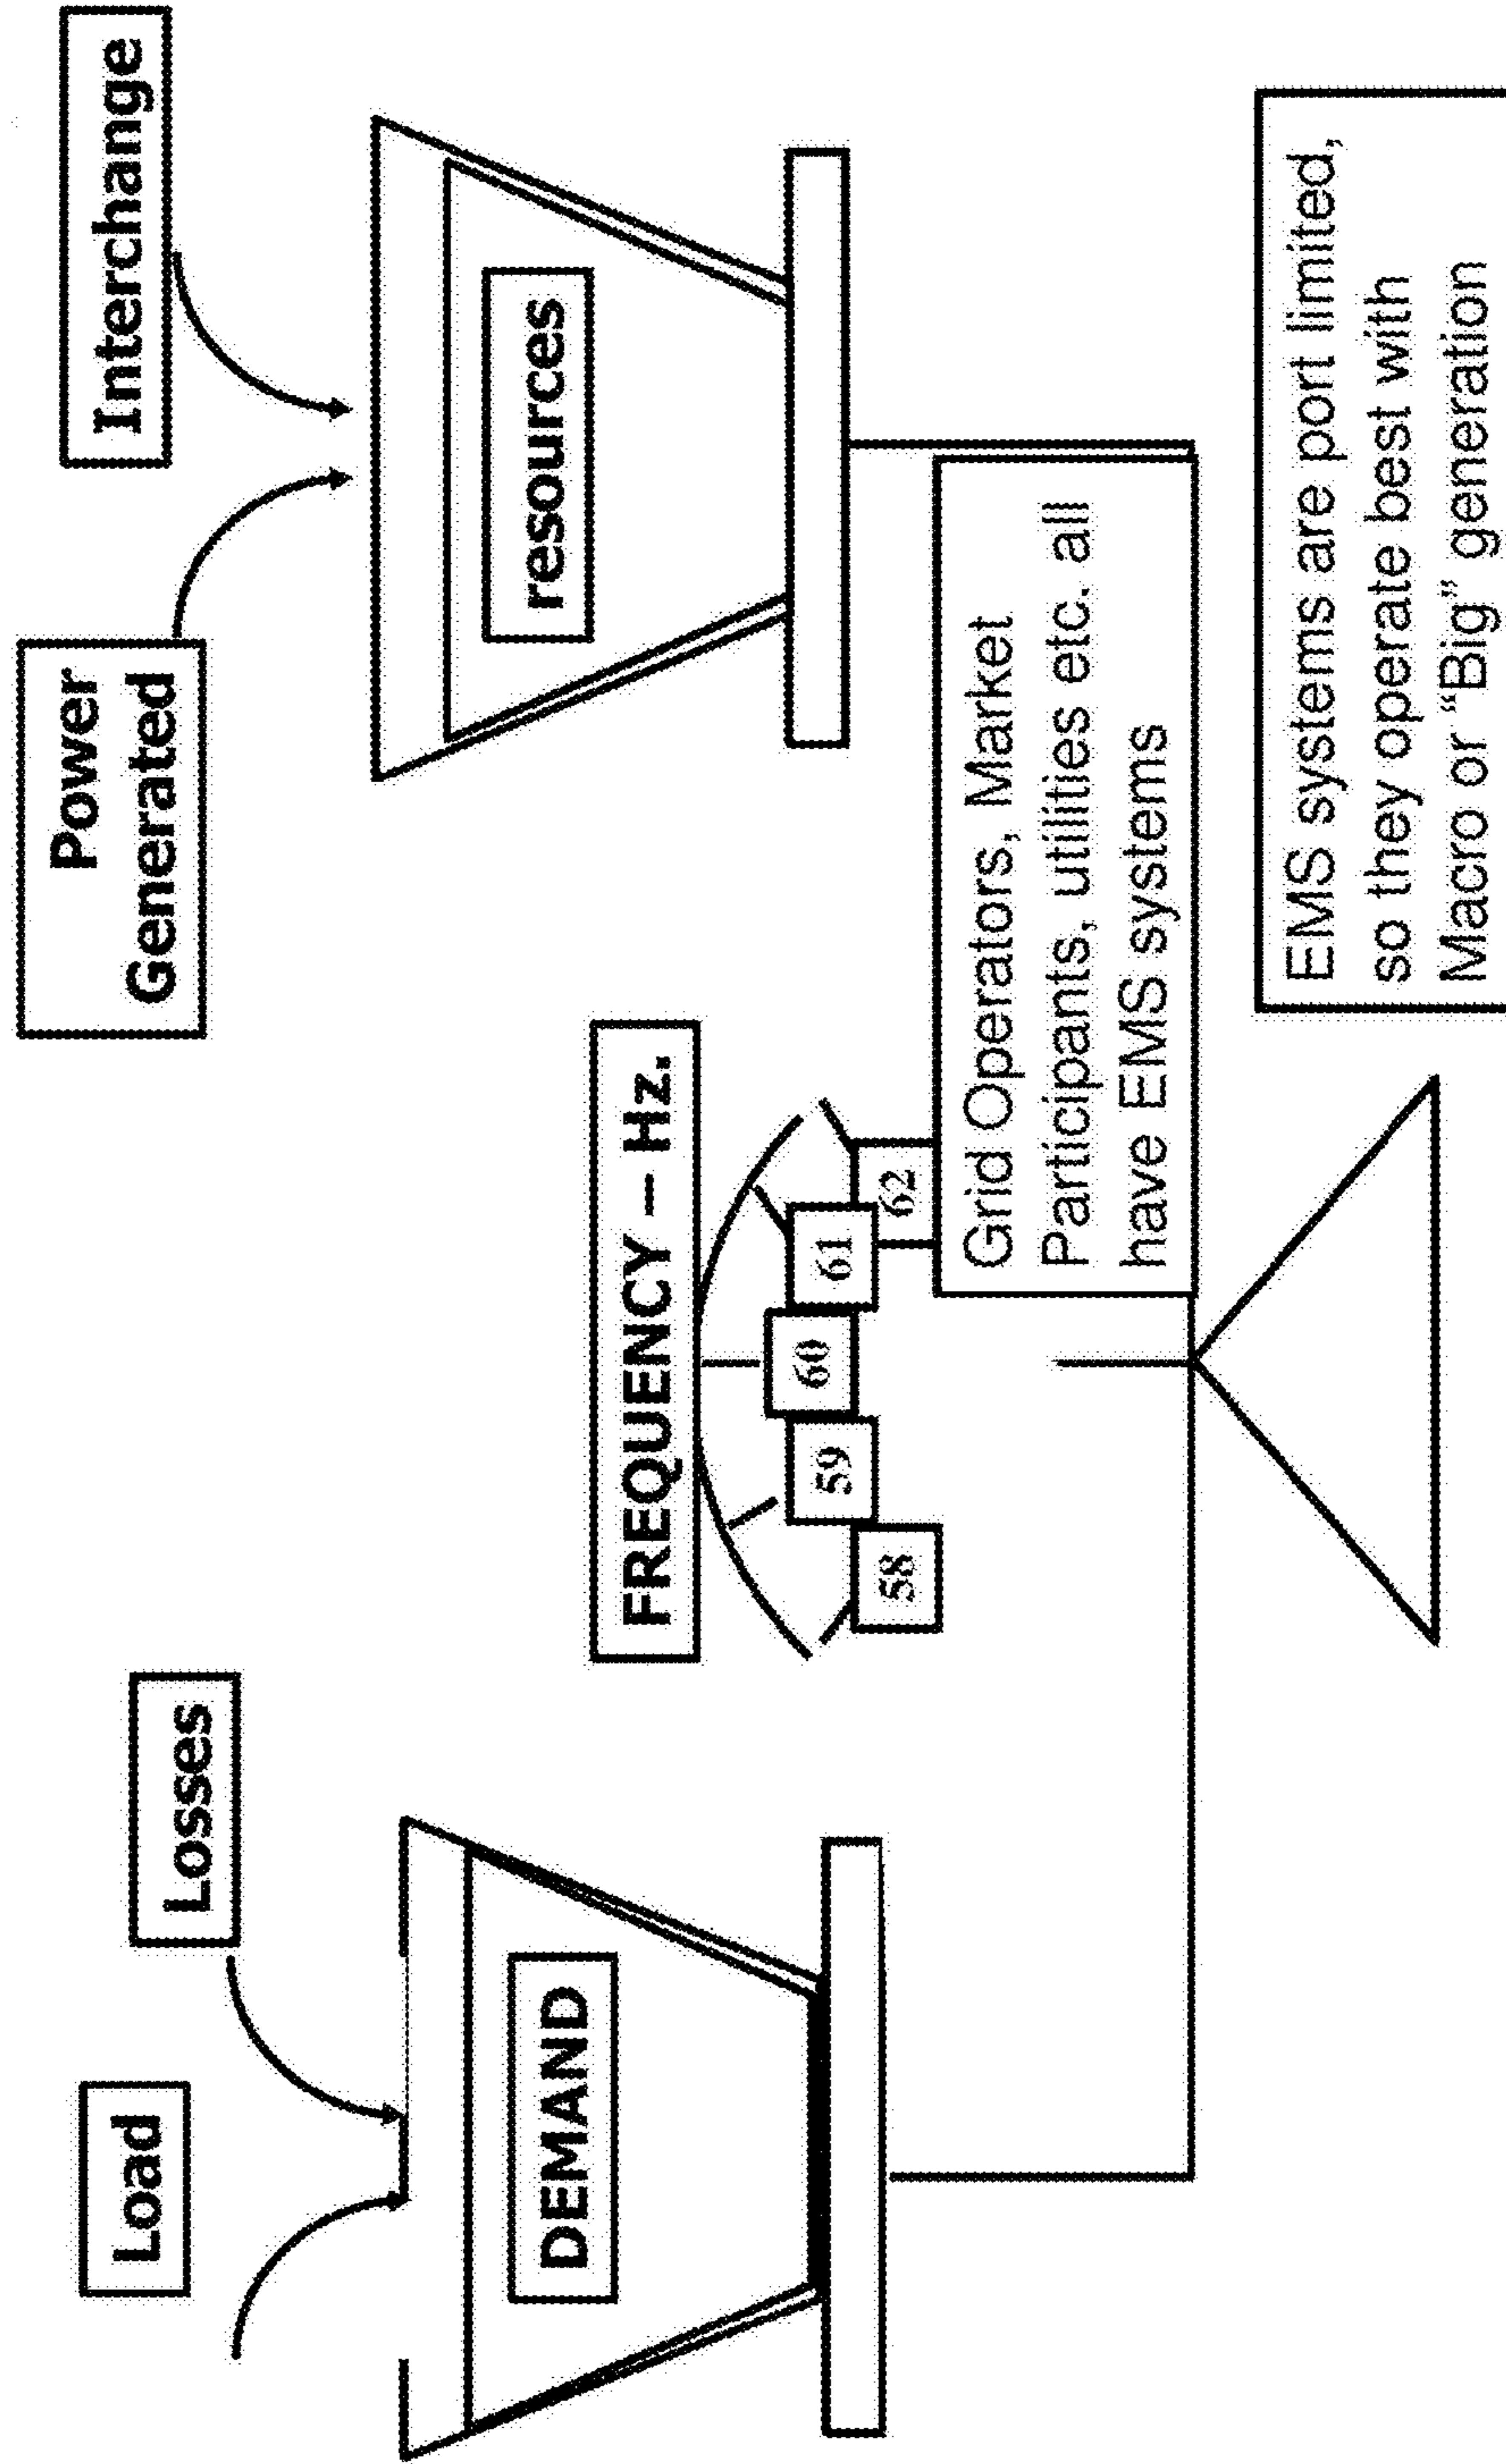 Load
Losses
DEMAND
FREQUENCY – Hz.
58
59
60
61
62
Power
Generated
Interchange
resources
Grid Operators, Market
Participants, utilities etc. all
have EMS systems
EMS systems are port limited,
so they operate best with
Macro or “Big” generation